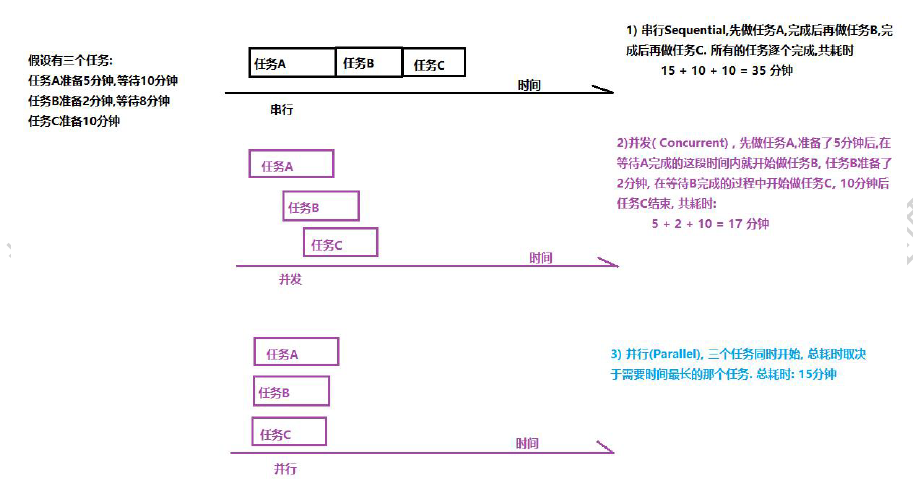 假设有三个任务:
任务A准备5分钟,等待10分钟
任务B准备2分钟,等待8分钟
任务C准备10分钟
任务A
任务B
任务C
时间
串行
1) 串行Sequential,先做任务A,完成后再做任务B,完
成后再做任务C. 所有的任务逐个完成,共耗时
15 + 10 + 10 = 35 分钟
任务A
任务B
任务C
时间
并发
2)并发( Concurrent) , 先做任务A,准备了5分钟后,在
等待A完成的这段时间内就开始做任务B, 任务B准备了
2分钟, 在等待B完成的过程中开始做任务C, 10分钟后
任务C结束, 共耗时:
5 + 2 + 10 = 17 分钟
任务A
任务B
任务C
时间
并行
3) 并行(Parallel), 三个任务同时开始, 总耗时取决
于需要时间最长的那个任务. 总耗时: 15分钟